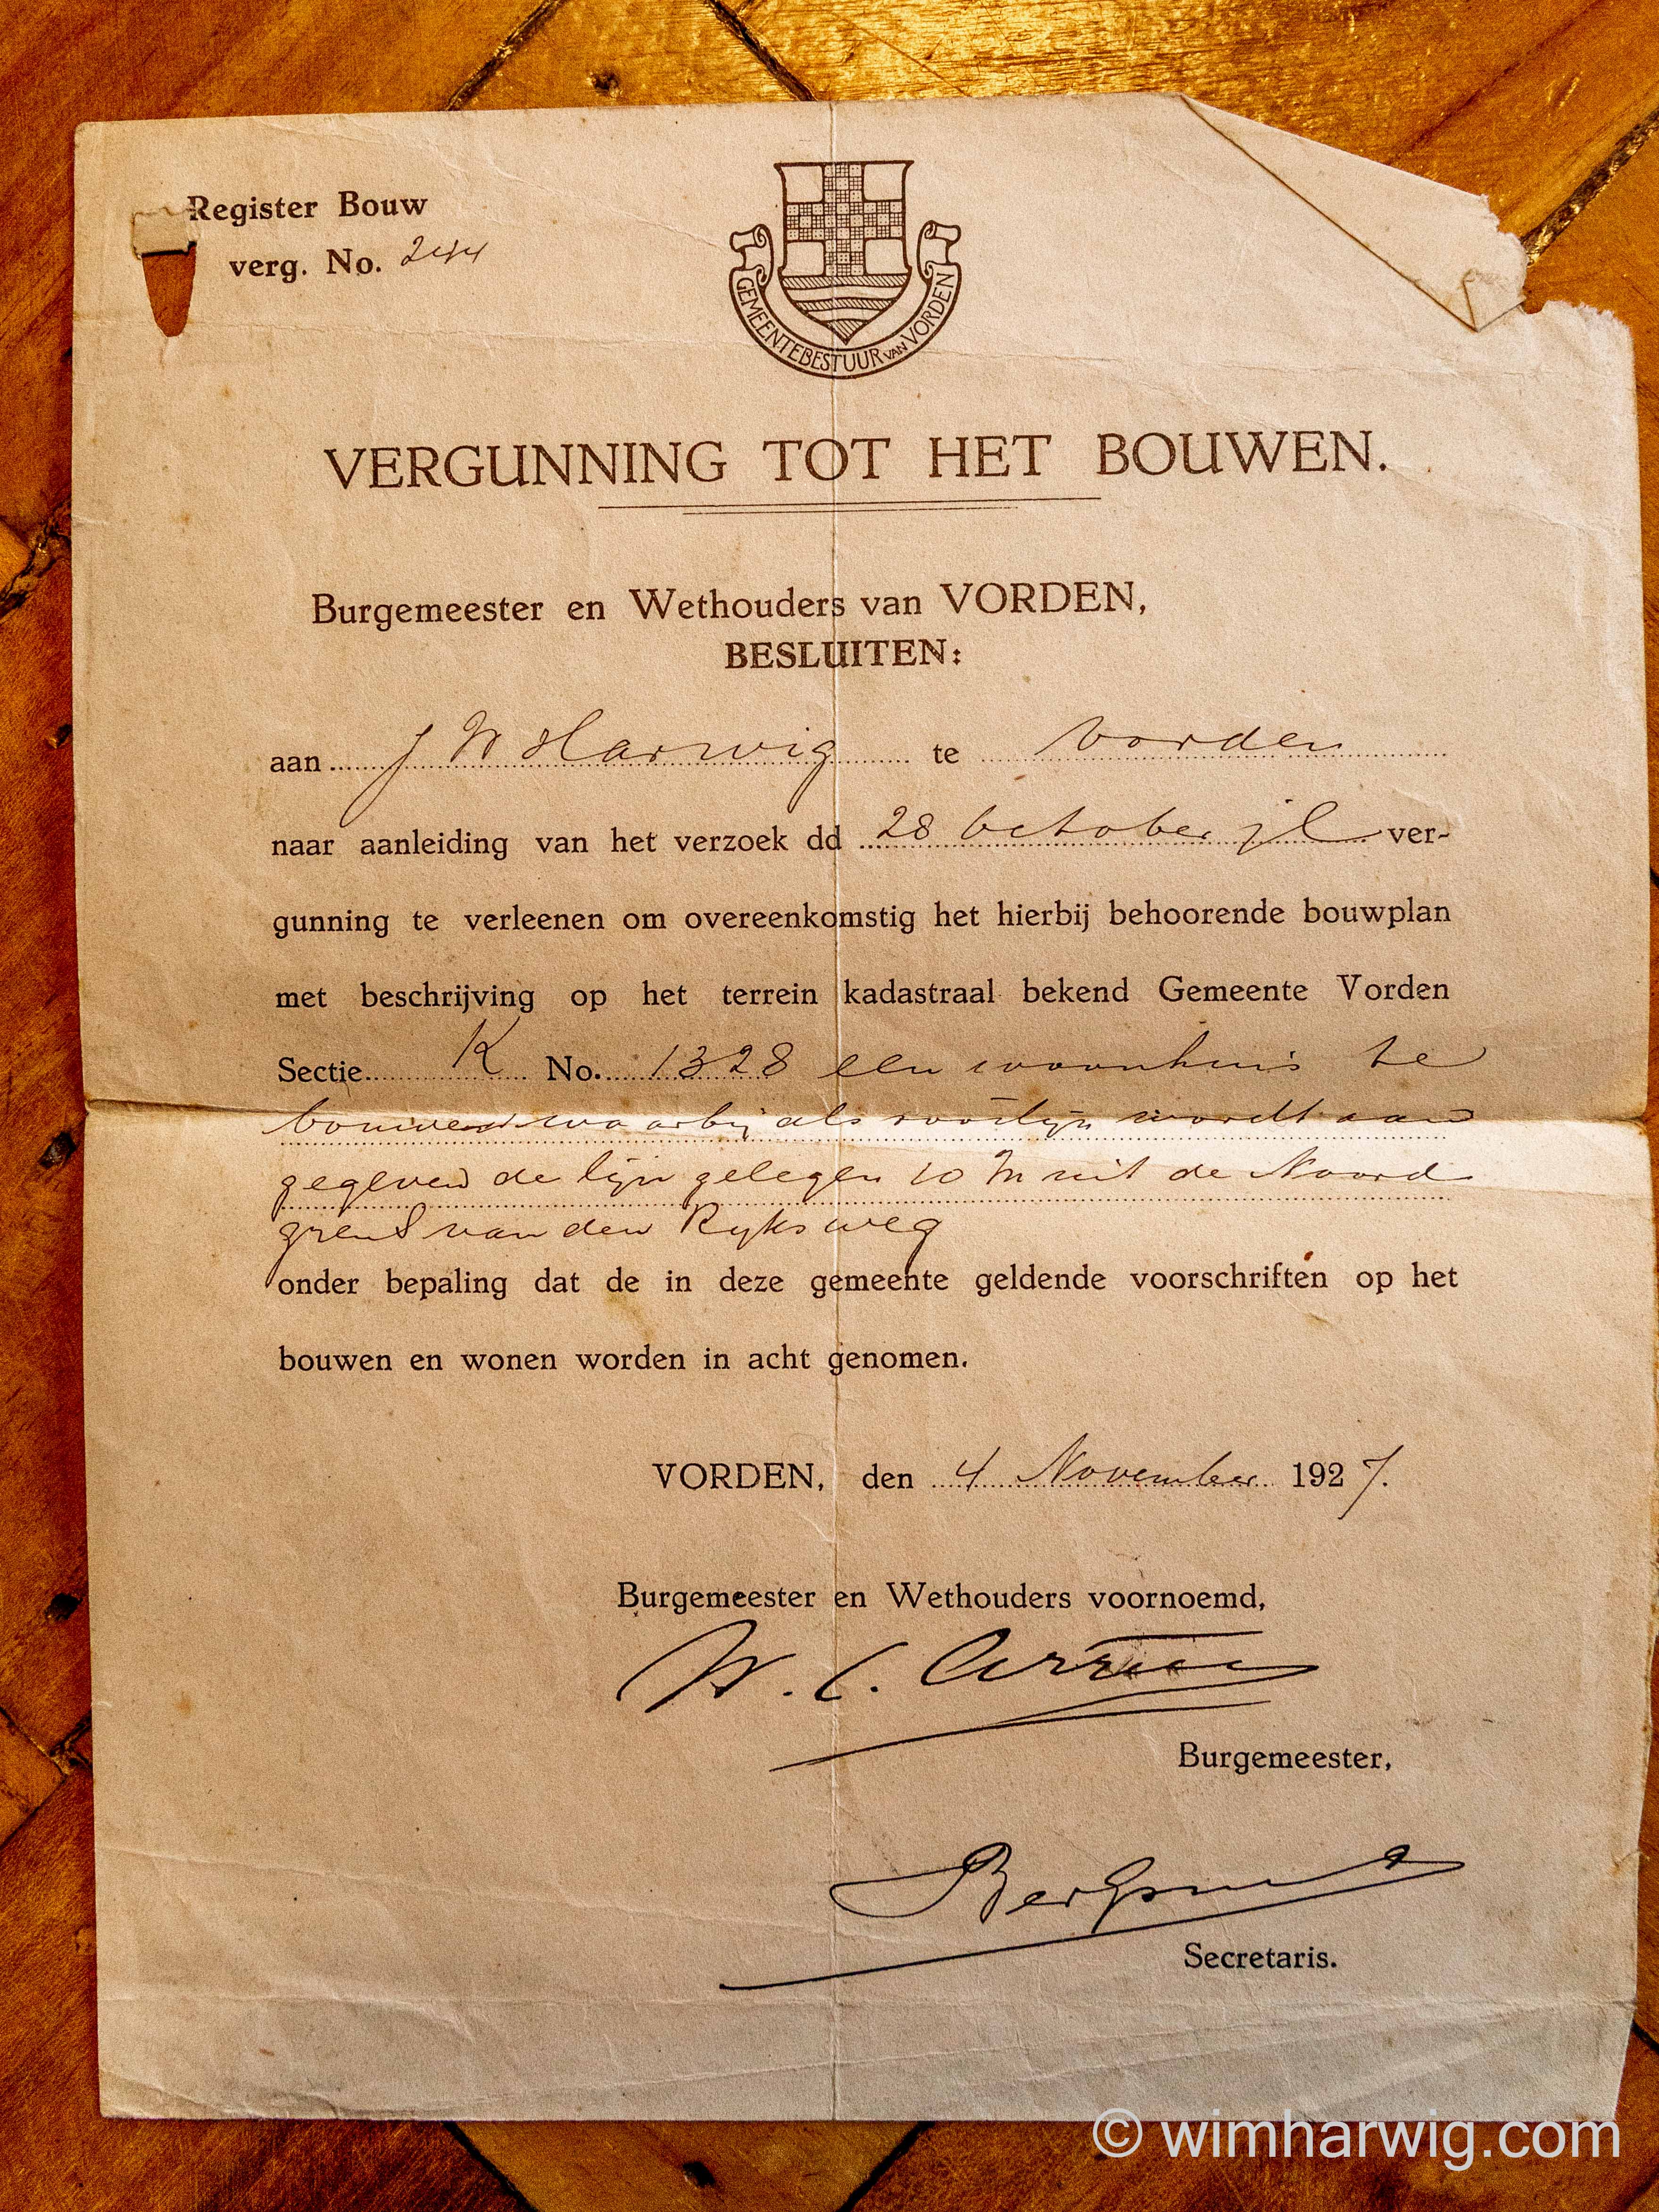 Register Bouw
verg. No. 244
GEMEENTEBESTUUR VAN VORDEN
VERGUNNING TOT HET BOUWEN.
Burgemeester en Wethouders van VORDEN,
BESLUITEN:
aan J W Harwig te Vorden
naar aanleiding van het verzoek dd 28 October jl ver-
gunning te verleenen om overeenkomstig het hierbij behoorende bouwplan
met beschrijving op het terrein kadastraal bekend Gemeente Vorden
Sectie K No. 1328 een woonhuis te
bouwen waarbij als rooilijn wordt aan
gegeven de lijn gelegen 10 M uit de Noord
grens van den Ryksweg
onder bepaling dat de in deze gemeente geldende voorschriften op het
bouwen en wonen worden in acht genomen.
VORDEN, den 4 November 1927.
Burgemeester en Wethouders voornoemd,
W. C.
Burgemeester,
Secretaris.
© wimharwig.com